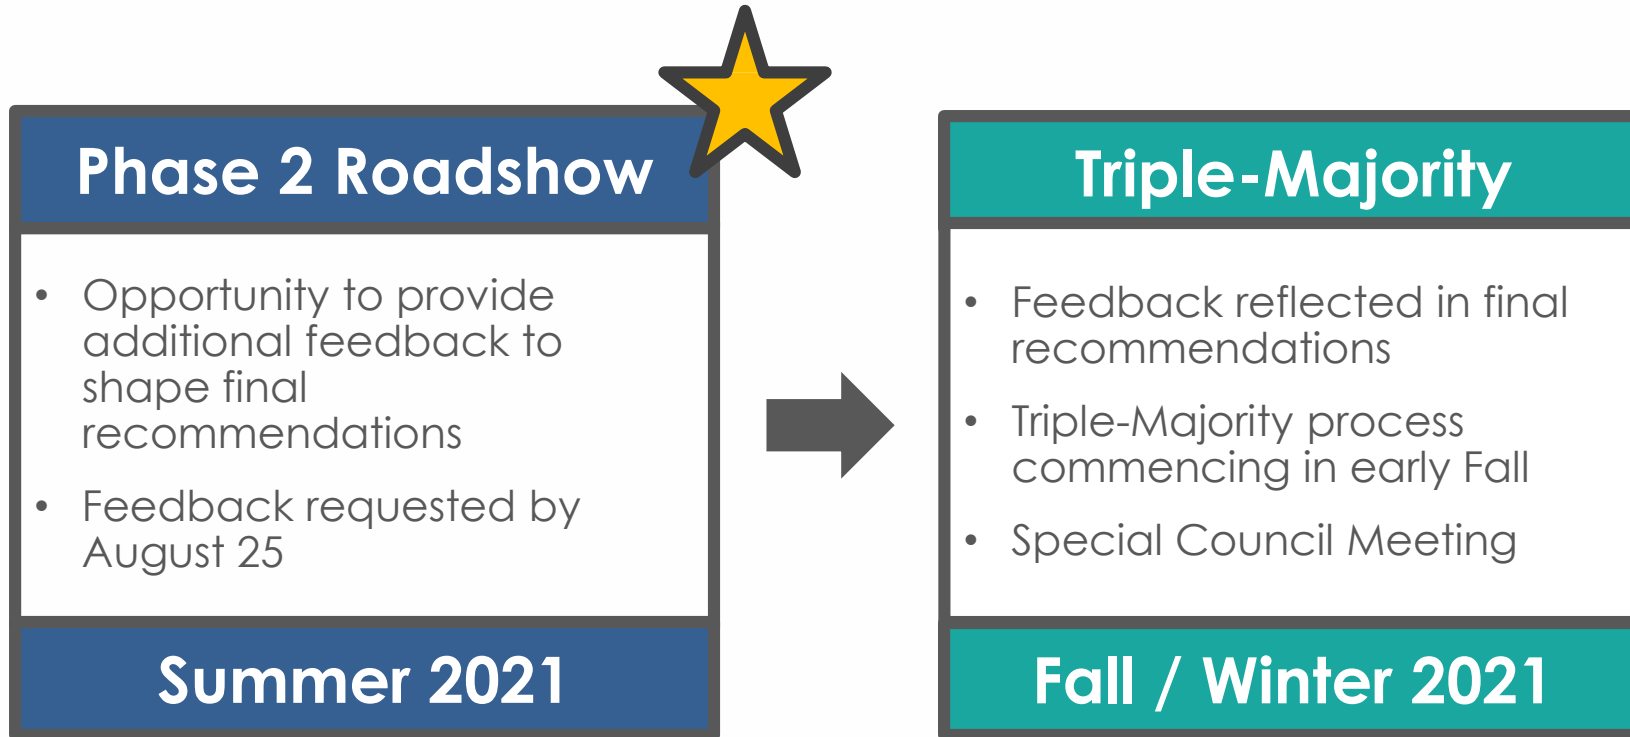 Phase 2 Roadshow
• Opportunity to provide
additional feedback to
shape final
recommendations
• Feedback requested by
August 25
Summer 2021
Triple-Majority
• Feedback reflected in final
recommendations
• Triple-Majority process
commencing in early Fall
• Special Council Meeting
Fall / Winter 2021